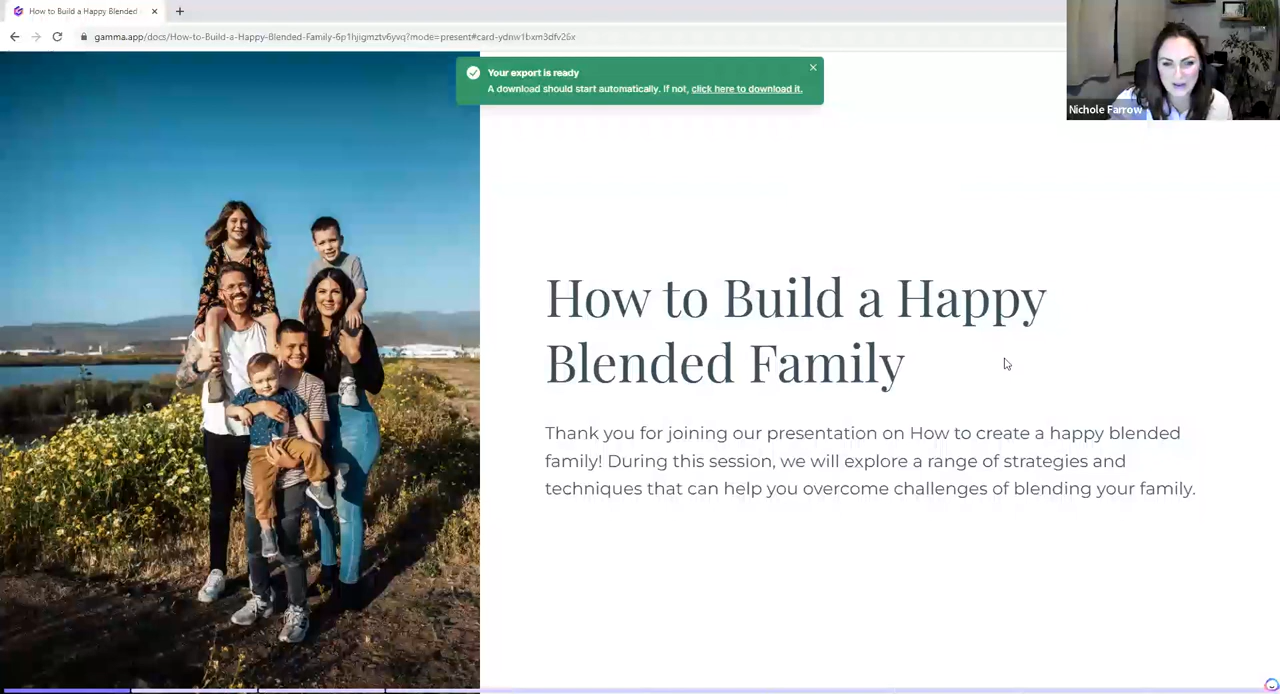 How to Build a Happy Blended
gamma.app/docs/How-to-Build-a-Happy-Blended-Family-6p1hjigmztv6yvq?mode=present#card-ydnw1bxm3dfv26x
Your export is ready
A download should start automatically. If not, click here to download it.
Nichole Farrow
How to Build a Happy
Blended Family
Thank you for joining our presentation on How to create a happy blended
family! During this session, we will explore a range of strategies and
techniques that can help you overcome challenges of blending your family.